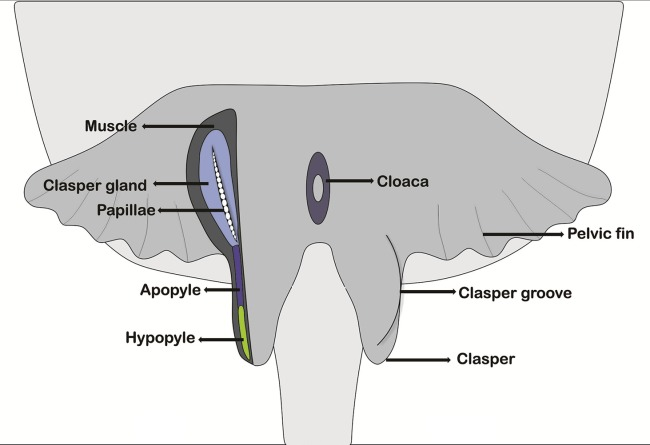 Muscle
Clasper gland
Papillae
Apopyle
Hypopyle
Cloaca
Pelvic fin
Clasper groove
Clasper